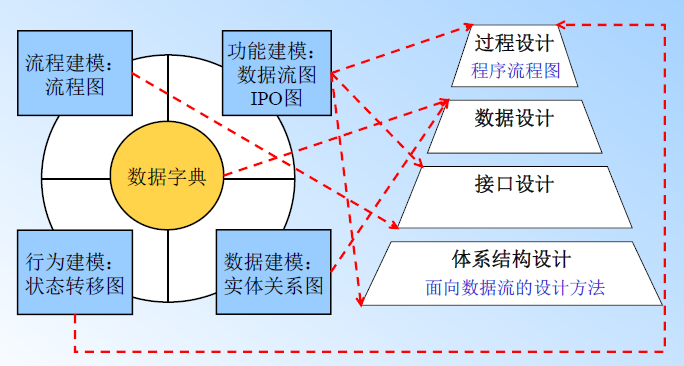 流程建模：
流程图
功能建模：
数据流图
IPO图
数据字典
行为建模：
状态转移图
数据建模：
实体关系图
过程设计
程序流程图
数据设计
接口设计
体系结构设计
面向数据流的设计方法